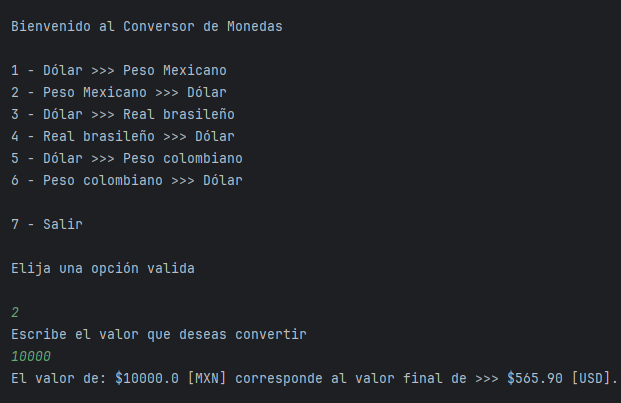 Bienvenido al Conversor de Monedas
1 - Dólar >>> Peso Mexicano
2 - Peso Mexicano >>> Dólar
3 - Dólar >>> Real brasileño
4 - Real brasileño >>> Dólar
5 - Dólar >>> Peso colombiano
6 - Peso colombiano >>> Dólar
7 - Salir
Elija una opción valida
2
Escribe el valor que deseas convertir
10000
El valor de: $10000.0 [MXN] corresponde al valor final de >>> $565.90 [USD].